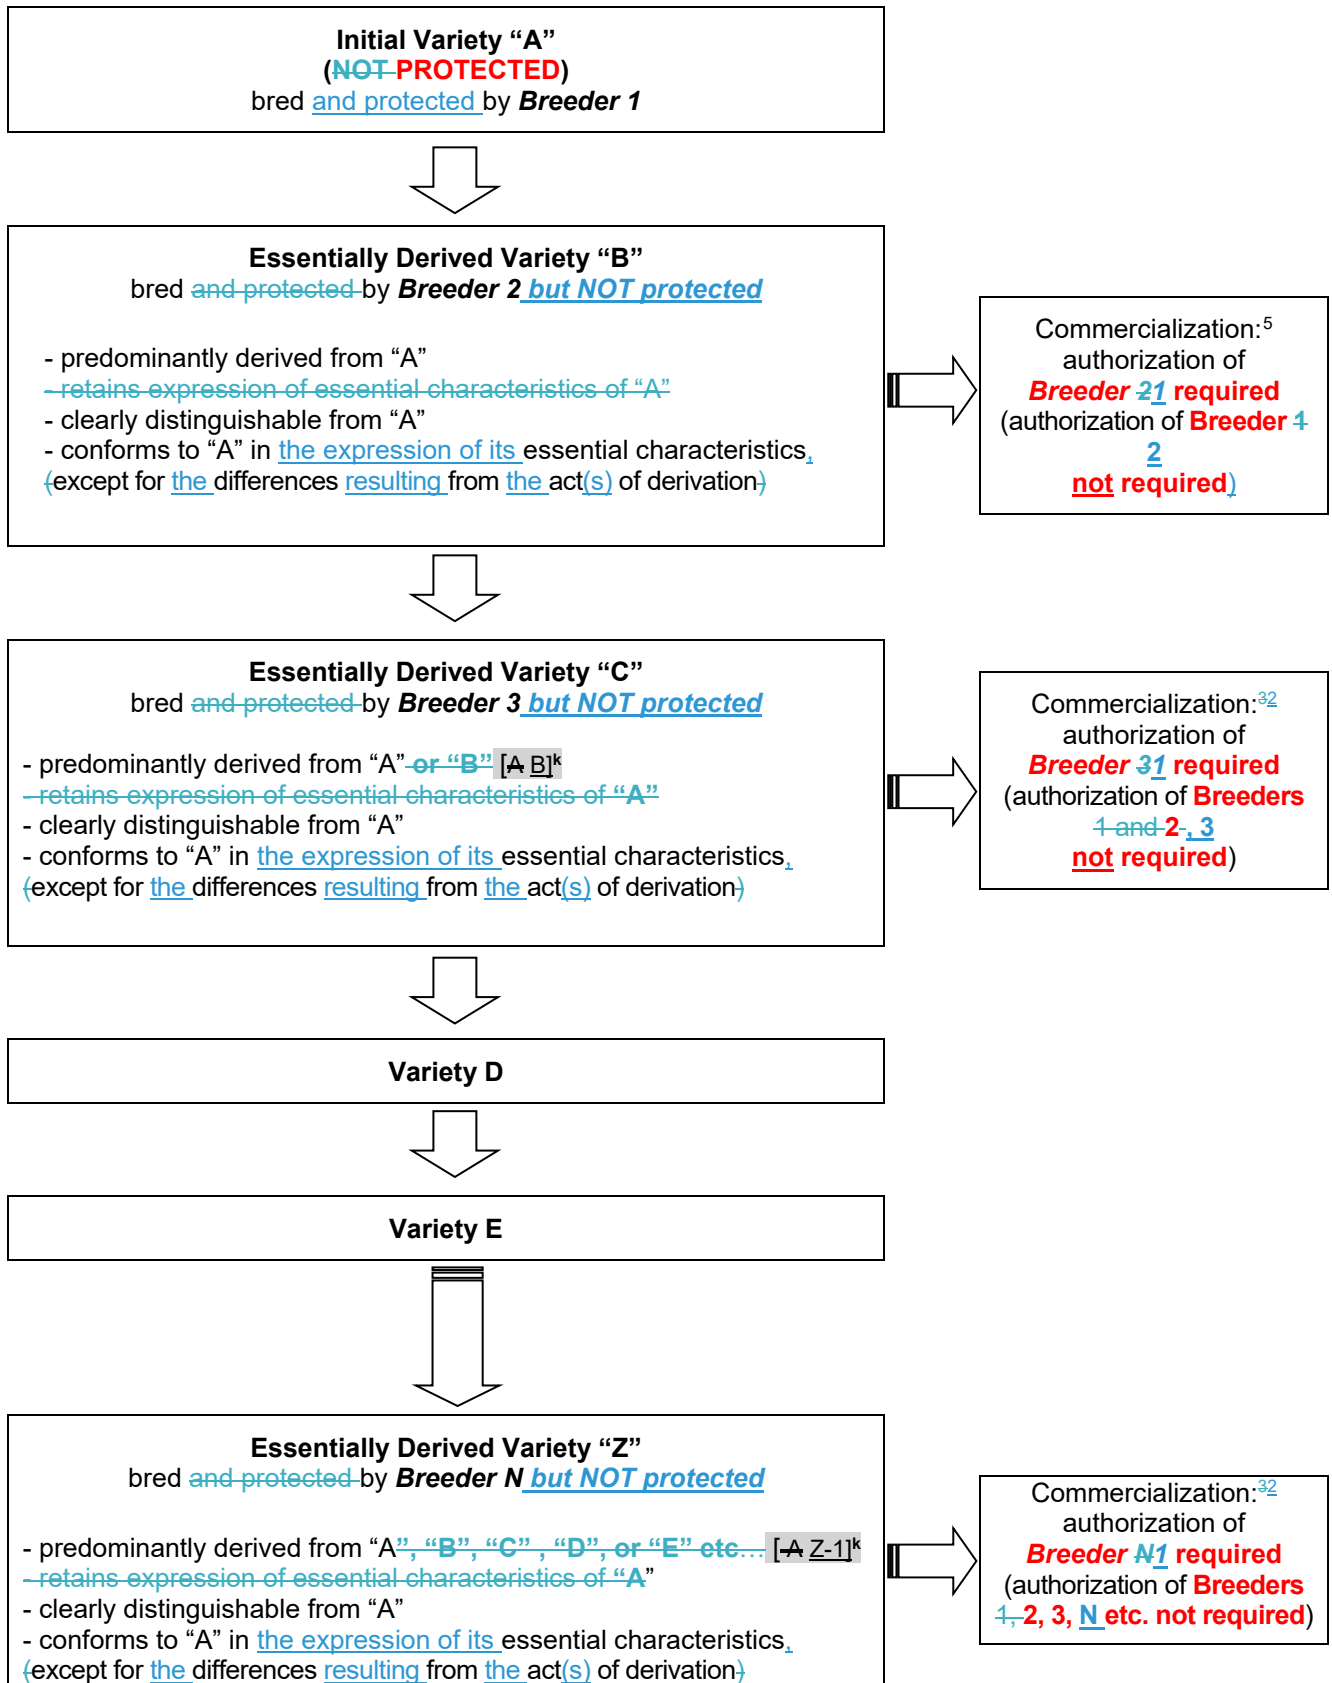 Initial Variety “A”
(NOT PROTECTED)
bred and protected by Breeder 1
Essentially Derived Variety “B”
bred and protected by Breeder 2 but NOT protected
- predominantly derived from “A”
- retains expression of essential characteristics of “A”
- clearly distinguishable from “A”
- conforms to “A” in the expression of its essential characteristics,
(except for the differences resulting from the act(s) of derivation)
Commercialization:5
authorization of
Breeder 21 required
(authorization of Breeder 1
2
not required)
Essentially Derived Variety “C”
bred and protected by Breeder 3 but NOT protected
- predominantly derived from “A” or “B” [A B]k
- retains expression of essential characteristics of “A”
- clearly distinguishable from “A”
- conforms to “A” in the expression of its essential characteristics,
(except for the differences resulting from the act(s) of derivation)
Commercialization:32
authorization of
Breeder 31 required
(authorization of Breeders
1 and 2 , 3
not required)
Variety D
Variety E
Essentially Derived Variety “Z”
bred and protected by Breeder N but NOT protected
- predominantly derived from “A”, “B”, “C” , “D”, or “E” etc… [ A Z-1]k
- retains expression of essential characteristics of “A”
- clearly distinguishable from “A”
- conforms to “A” in the expression of its essential characteristics,
(except for the differences resulting from the act(s) of derivation)
Commercialization:32
authorization of
Breeder N1 required
(authorization of Breeders
1, 2, 3, N etc. not required)